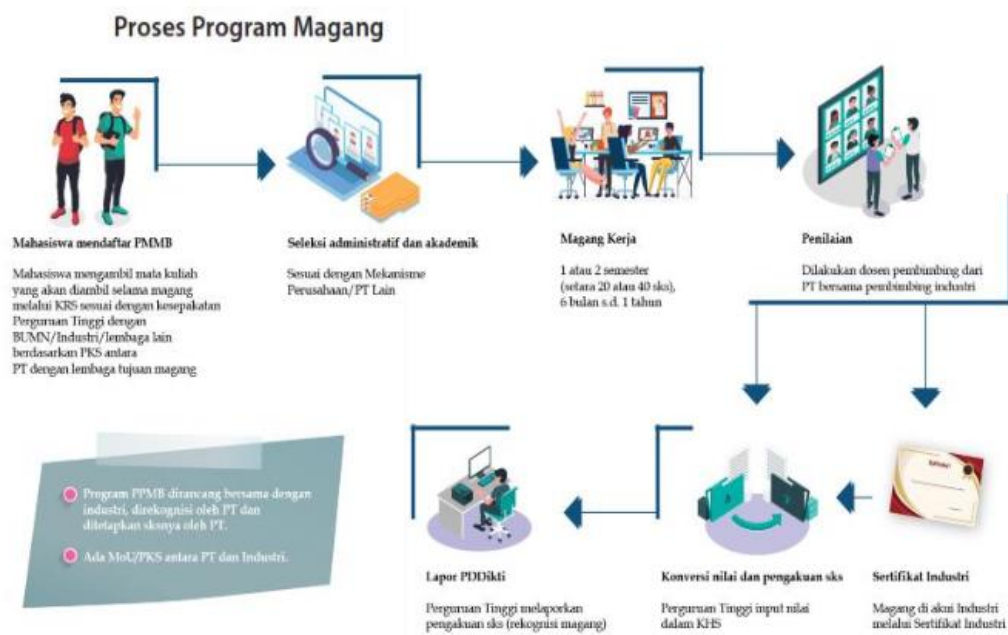 Proses Program Magang
Mahasiswa mendaftar PMMB
Mahasiswa mengambil mata kuliah
yang akan diambil selama magang
melalui KRS sesuai dengan kesepakatan
Perguruan Tinggi dengan
BUMN/Industri/lembaga lain
berdasarkan PKS antara
PT dengan lembaga tujuan magang
Seleksi administratif dan akademik
Sesuai dengan Mekanisme
Perusahaan/PT Lain
Magang Kerja
1 atau 2 semester
(setara 20 atau 40 sks),
6 bulan s.d. 1 tahun
Penilaian
Dilakukan dosen pembimbing dari
PT bersama pembimbing industri
Sertifikat Industri
Magang di akui Industri
melalui Sertifikat Industri
Konversi nilai dan pengakuan sks
Perguruan Tinggi input nilai
dalam KHS
Lapor PDDikti
Perguruan Tinggi melaporkan
pengakuan sks (rekognisi magang)
Program PPMB dirancang bersama dengan
industri, direkognisi oleh PT dan
ditetapkan sksnya oleh PT.
Ada MoU/PKS antara PT dan Industri.